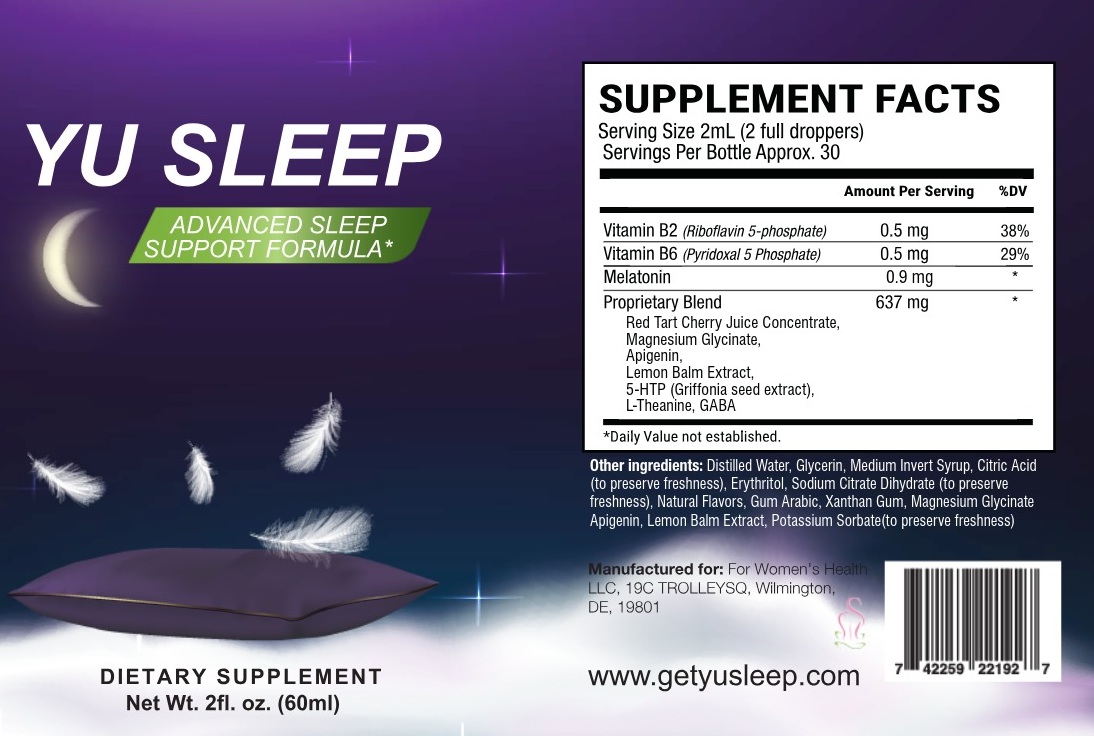 YU SLEEP
ADVANCED SLEEP
SUPPORT FORMULA*
DIETARY SUPPLEMENT
Net Wt. 2fl. oz. (60ml)
SUPPLEMENT FACTS
Serving Size 2mL (2 full droppers)
Servings Per Bottle Approx. 30
Amount Per Serving %DV
Vitamin B2 (Riboflavin 5-phosphate) 0.5 mg 38%
Vitamin B6 (Pyridoxal 5 Phosphate) 0.5 mg 29%
Melatonin 0.9 mg *
Proprietary Blend 637 mg *
Red Tart Cherry Juice Concentrate,
Magnesium Glycinate,
Apigenin,
Lemon Balm Extract,
5-HTP (Griffonia seed extract),
L-Theanine, GABA
*Daily Value not established.
Other ingredients: Distilled Water, Glycerin, Medium Invert Syrup, Citric Acid
(to preserve freshness), Erythritol, Sodium Citrate Dihydrate (to preserve
freshness), Natural Flavors, Gum Arabic, Xanthan Gum, Magnesium Glycinate
Apigenin, Lemon Balm Extract, Potassium Sorbate(to preserve freshness)
Manufactured for: For Women's Health
LLC, 19C TROLLEYSQ, Wilmington,
DE, 19801
www.getyusleep.com
7 42259 22192 7